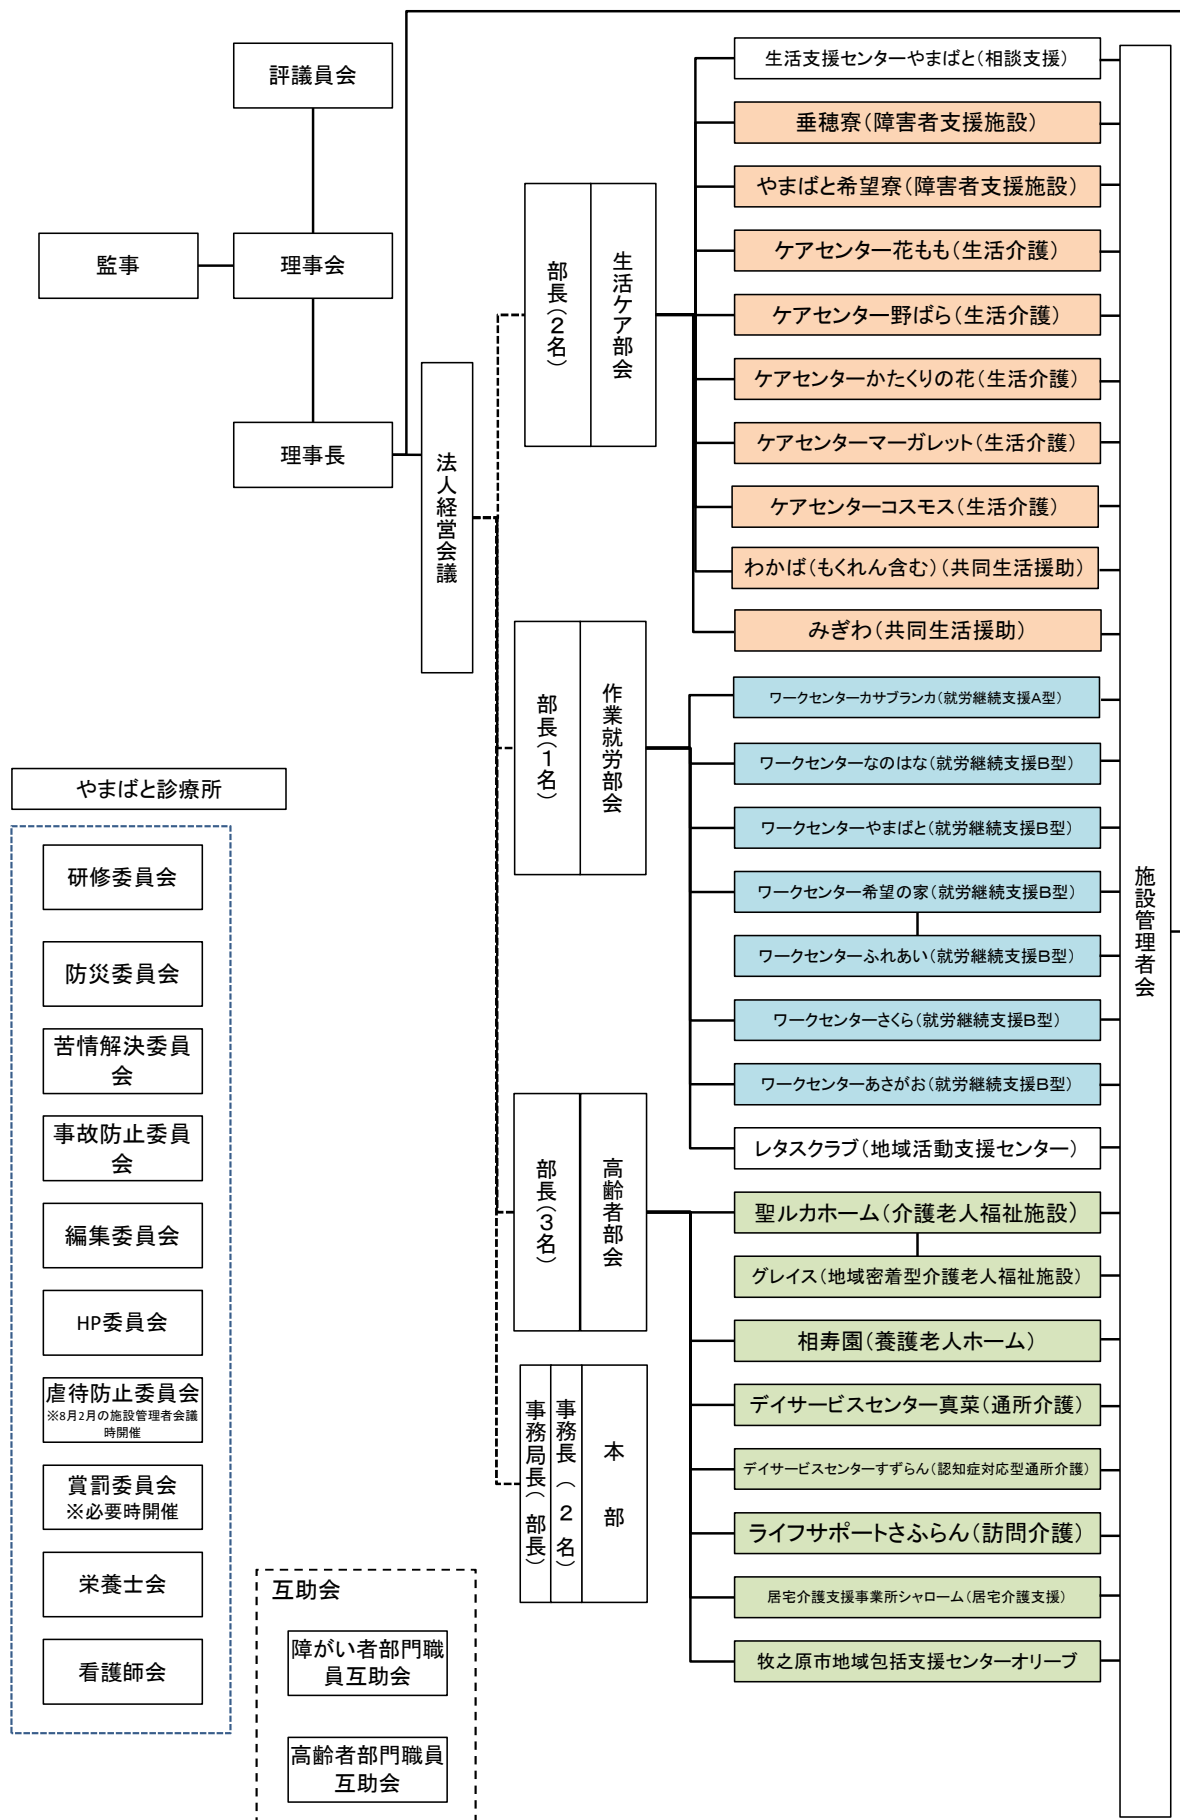 評議員会
監事
理事会
理事長
法人経営会議
部長(2名)
生活ケア部会
生活支援センターやまばと(相談支援)
垂穂寮(障害者支援施設)
やまばと希望寮(障害者支援施設)
ケアセンター花もも(生活介護)
ケアセンター野ばら(生活介護)
ケアセンターかたくりの花(生活介護)
ケアセンターマーガレット(生活介護)
ケアセンターコスモス(生活介護)
わかば(もくれん含む)(共同生活援助)
みぎわ(共同生活援助)
部長(1名)
作業就労部会
ワークセンターカサブランカ(就労継続支援A型)
ワークセンターなのはな(就労継続支援B型)
ワークセンターやまばと(就労継続支援B型)
ワークセンター希望の家(就労継続支援B型)
ワークセンターふれあい(就労継続支援B型)
ワークセンターさくら(就労継続支援B型)
ワークセンターあさがお(就労継続支援B型)
レタスクラブ(地域活動支援センター)
部長(3名)
高齢者部会
聖ルカホーム(介護老人福祉施設)
グレイス(地域密着型介護老人福祉施設)
相寿園(養護老人ホーム)
デイサービスセンター真菜(通所介護)
デイサービスセンターすずらん(認知症対応型通所介護)
ライフサポートさふらん(訪問介護)
居宅介護支援事業所シャローム(居宅介護支援)
牧之原市地域包括支援センターオリーブ
事務局長(部長)
事務長(2名)
本部
施設管理者会
やまばと診療所
研修委員会
防災委員会
苦情解決委員
会
事故防止委員
会
編集委員会
HP委員会
虐待防止委員会
※8月2月の施設管理者会議
時開催
賞罰委員会
※必要時開催
栄養士会
看護師会
互助会
障がい者部門職
員互助会
高齢者部門職員
互助会